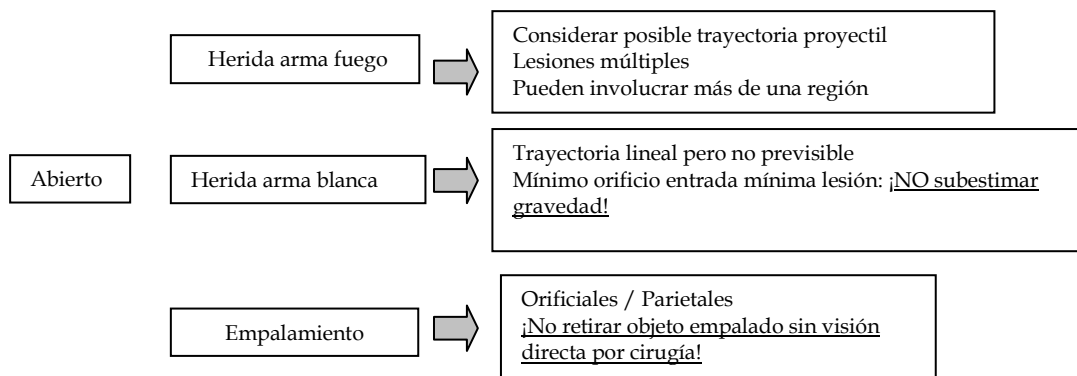 Herida arma fuego
Considerar posible trayectoria proyectil
Lesiones múltiples
Pueden involucrar más de una región
Abierto
Herida arma blanca
Trayectoria lineal pero no previsible
Mínimo orificio entrada mínima lesión: ¡NO subestimar
gravedad!
Empalamiento
Orificiales / Parietales
¡No retirar objeto empalado sin visión
directa por cirugía!